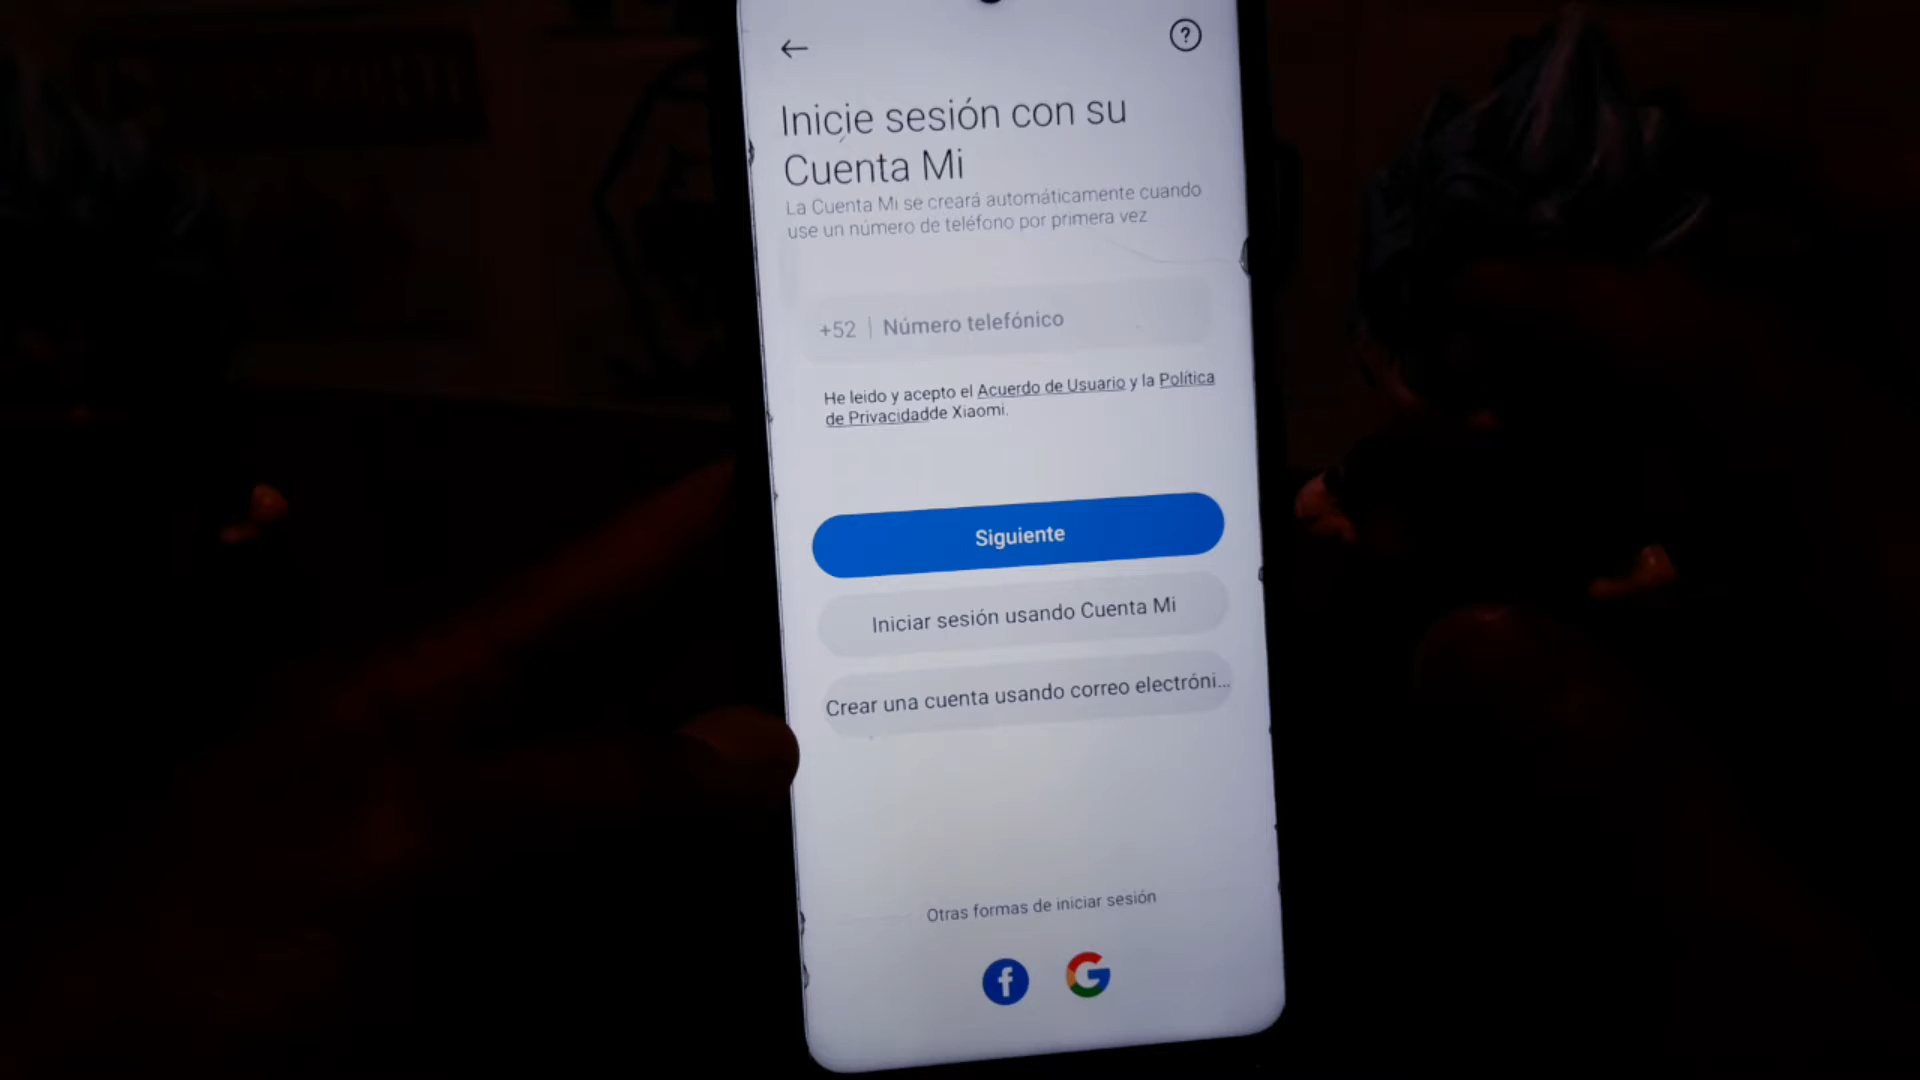 Inicie sesión con su
Cuenta Mi
La Cuenta Mi se creará automáticamente cuando
use un número de teléfono por primera vez
+52 | Número telefónico
He leido y acepto el Acuerdo de Usuario y la Política
de Privacidadde Xiaomi.
Siguiente
Iniciar sesión usando Cuenta Mi
Crear una cuenta usando correo electróni...
Otras formas de iniciar sesión